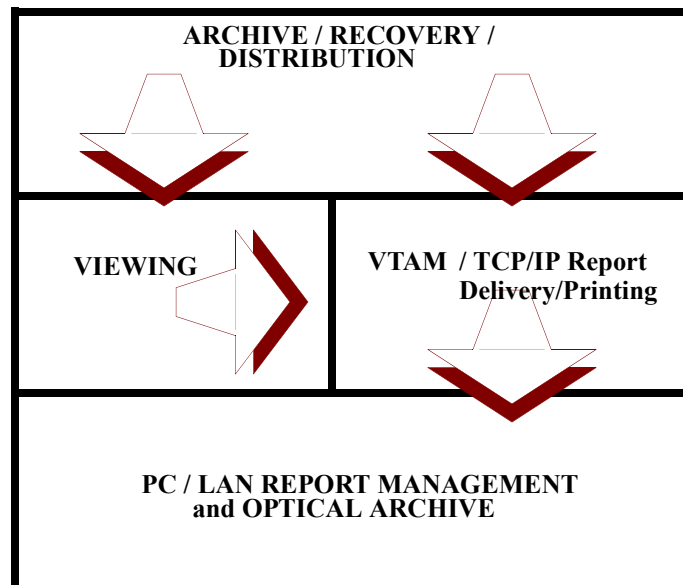 ARCHIVE / RECOVERY /
DISTRIBUTION
VIEWING
VTAM / TCP/IP Report
Delivery/Printing
PC / LAN REPORT MANAGEMENT
and OPTICAL ARCHIVE